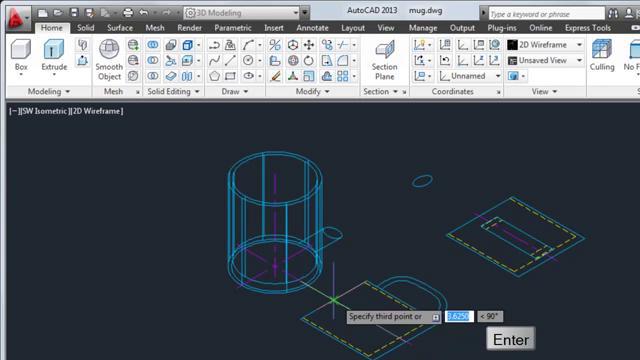 3D Modeling
AutoCAD 2013 mug.dwg
Type a keyword or phrase
Home Solid Surface Mesh Render Parametric Insert Annotate View Manage Output Plug-ins Online Express Tools
Box Extrude Smooth Object Section Plane 2D Wireframe Culling
Unsaved View
Unnamed
Modeling Mesh Solid Editing Draw Modify Section Coordinates View
[−][SW Isometric][2D Wireframe]
Specify third point or 3.6250 < 90°
Enter